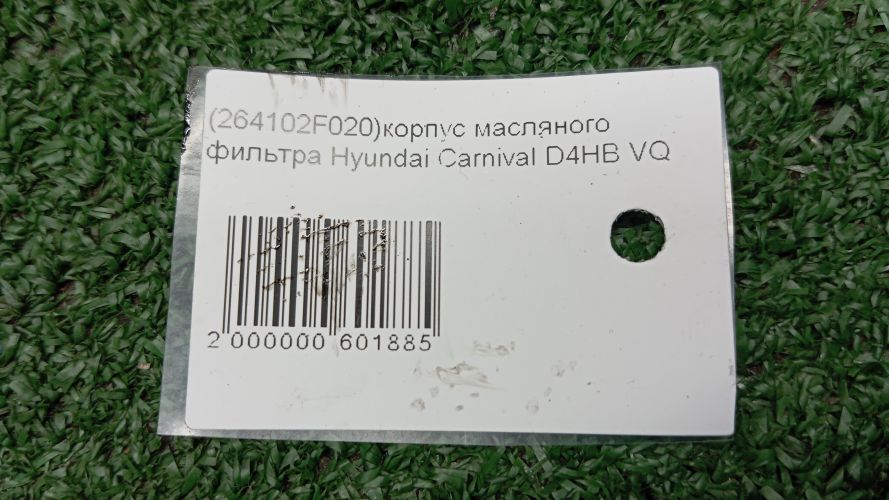 (264102F020)корпус масляного
фильтра Hyundai Carnival D4HB VQ
2 000000 601885